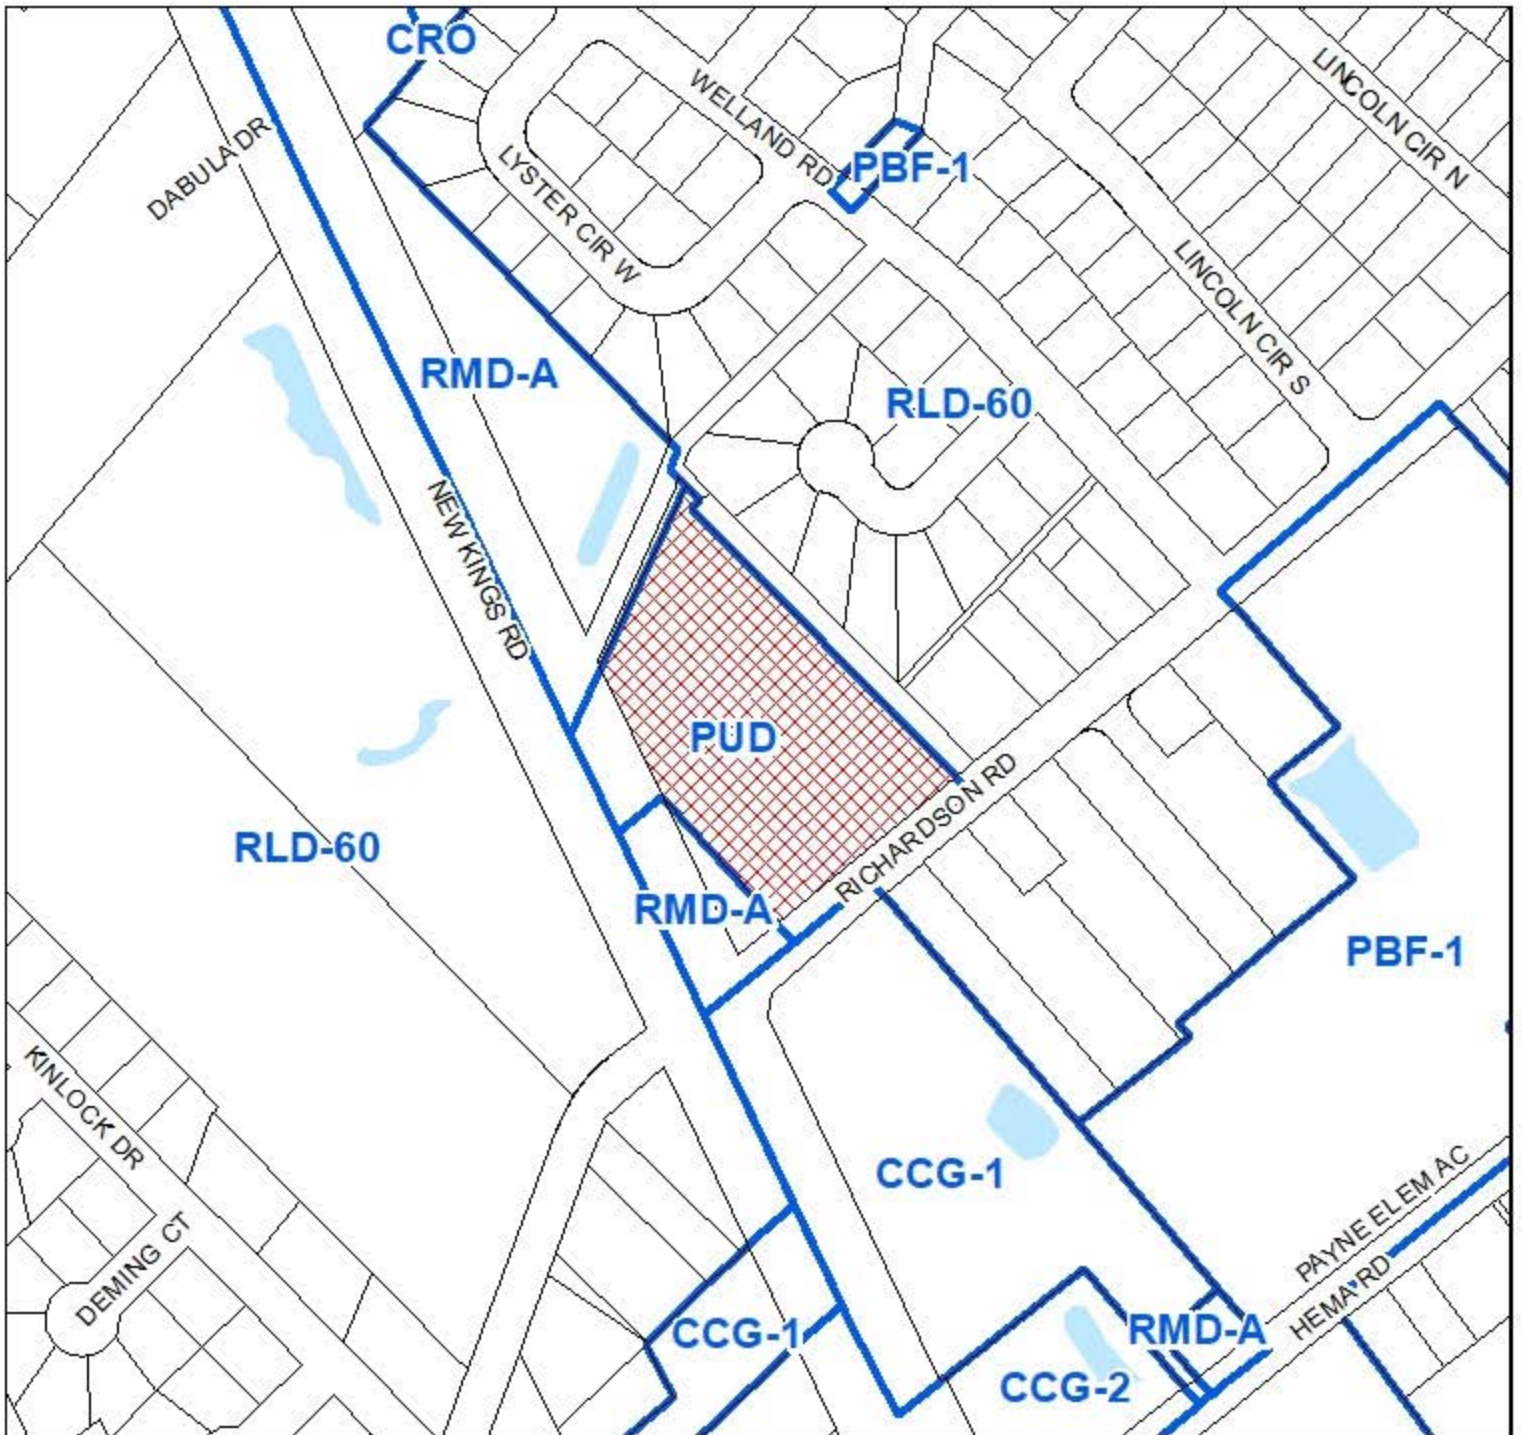 CRO
LINCOLN CIR N
WELLAND RD
DABULA DR
PBF-1
LYSTER CIR W
LINCOLN CIR S
RMD-A
RLD-60
NEW KINGS RD
PUD
RICHARDSON RD
RLD-60
RMD-A
PBF-1
KINLOCK DR
CCG-1
PAYNE ELEM AC
DEMING CT
HEMA RD
CCG-1
RMD-A
CCG-2